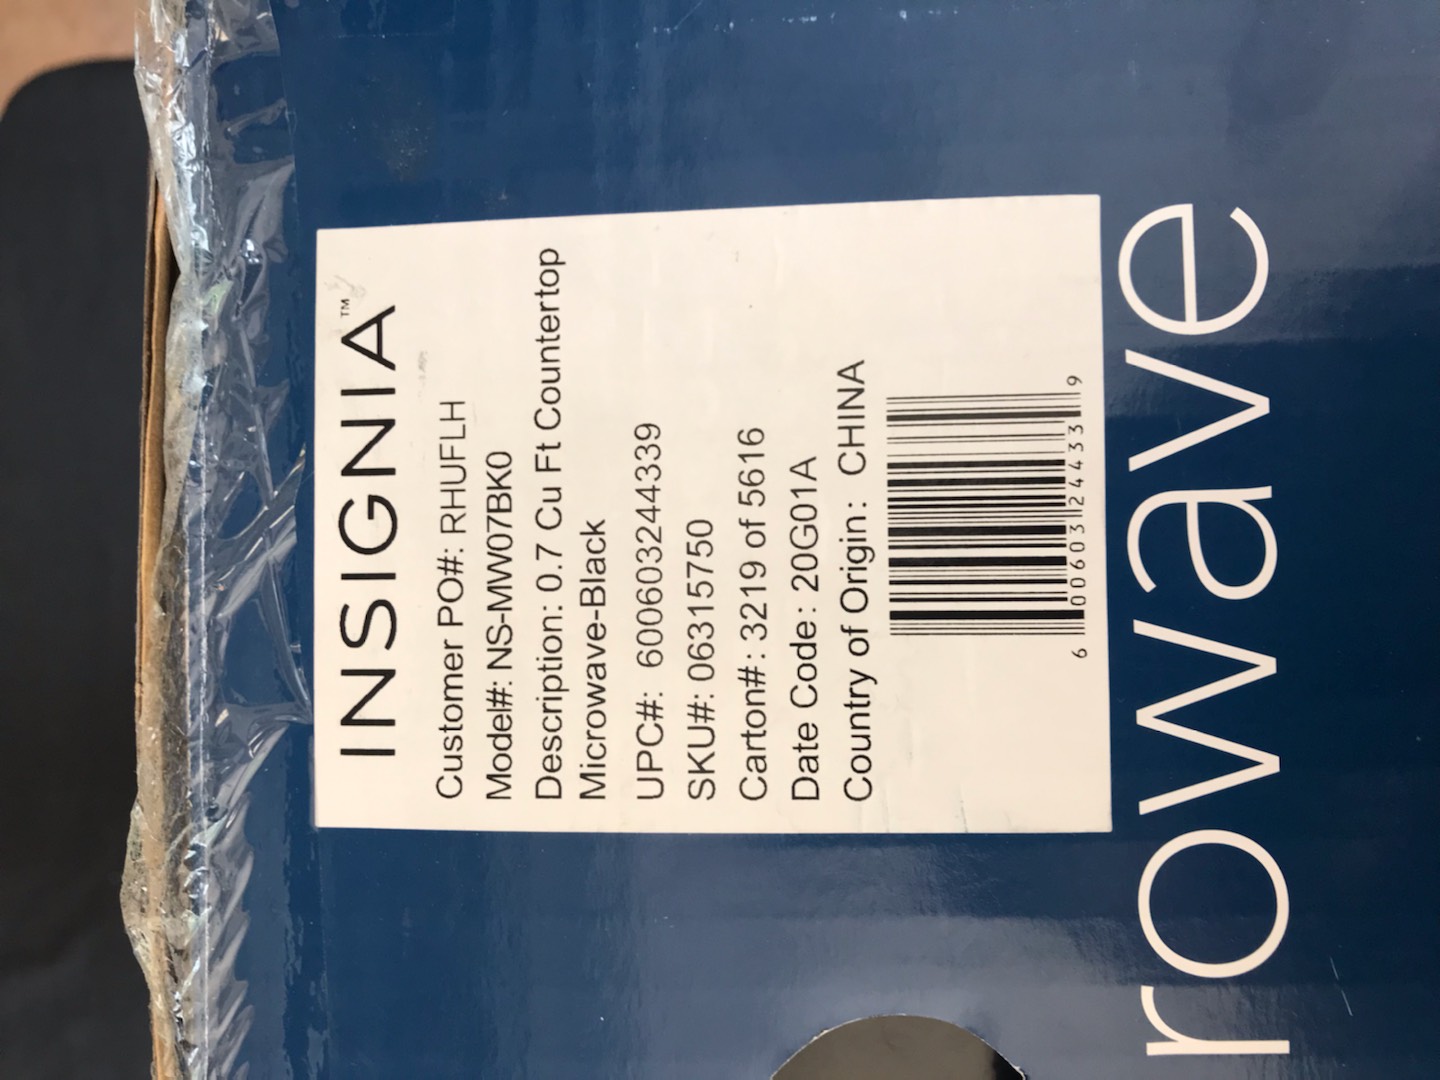 INSIGNIA™
Customer PO#: RHUFLH
Model#: NS-MW07BK0
Description: 0.7 Cu Ft Countertop
Microwave-Black
UPC#: 600603244339
SKU#: 06315750
Carton#: 3219 of 5616
Date Code: 20G01A
Country of Origin: CHINA
6 00603 24433 9
rowave